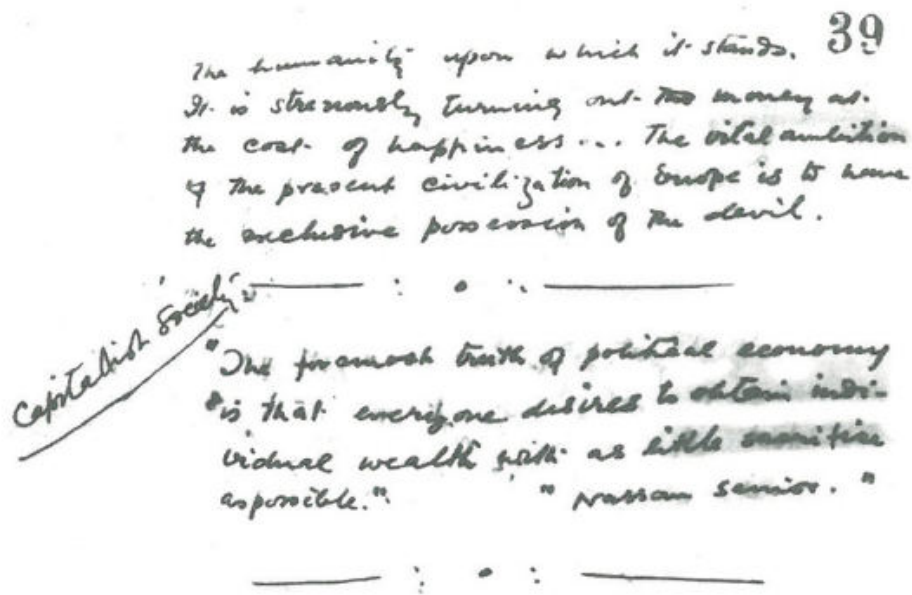 39
the humanity upon which it stands.
It is strenously turning out the money at
the cost of happiness... The vital ambition
of the present civilization of Europe is to have
the exclusive possession of the devil.
Capitalist Society:
"The foremost truth of political economy
is that everyone desires to obtain indi-
vidual wealth with as little sacrifice
as possible."  "Nassau Senior."